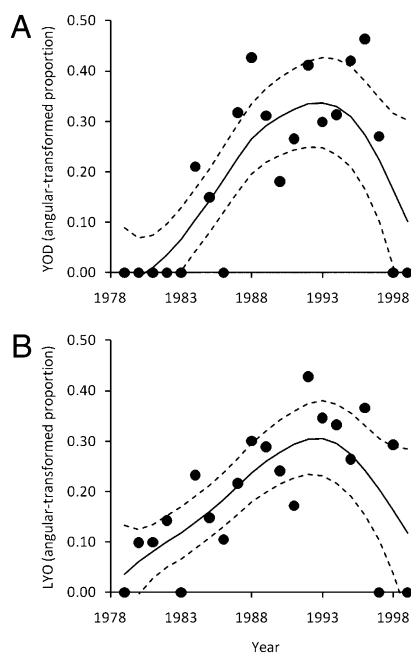 A
0.50
0.40
0.30
0.20
0.10
0.00
YOD (angular-transformed proportion)
1978 1983 1988 1993 1998
B
0.50
0.40
0.30
0.20
0.10
0.00
LYO (angular-transformed proportion)
1978 1983 1988 1993 1998
Year